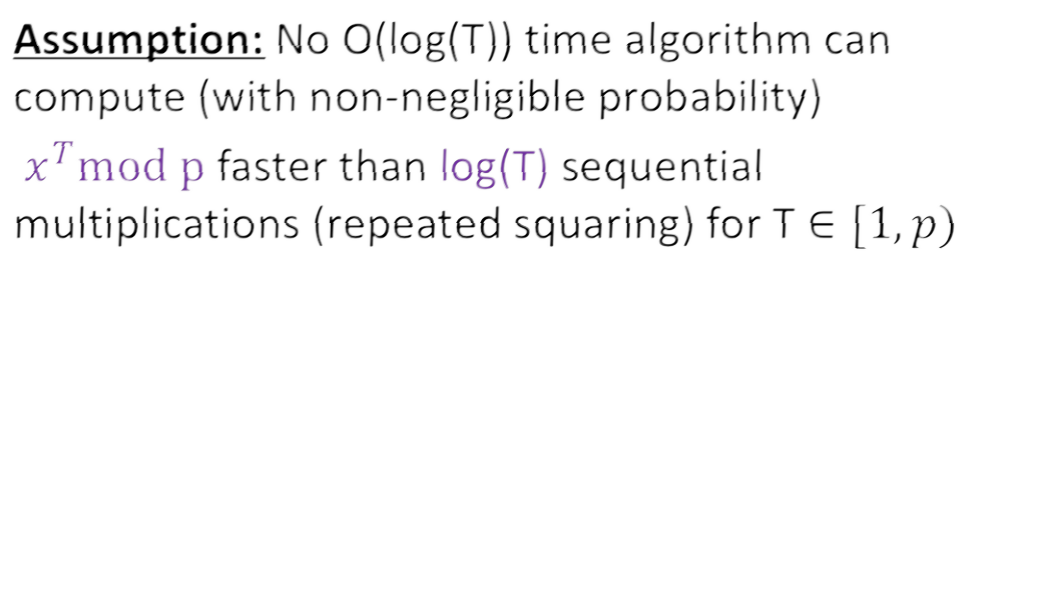 Assumption: No O(log(T)) time algorithm can
compute (with non-negligible probability)
x^T mod p faster than log(T) sequential
multiplications (repeated squaring) for T ∈ [1, p)